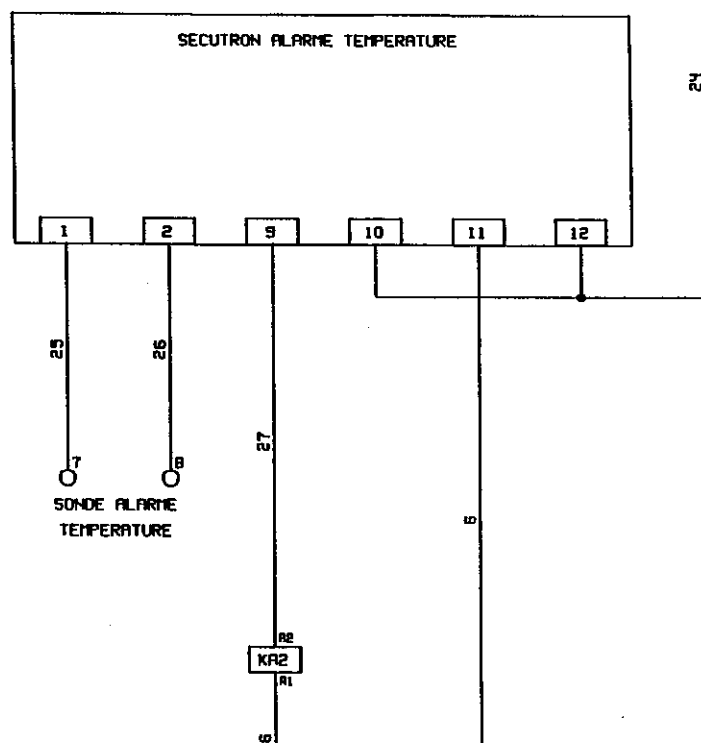 SECUTRON ALARME TEMPERATURE
24
1 2 9 10 11 12
25
26
27
7
8
SONDE ALARME
TEMPERATURE
6
A2
KA2
A1
6